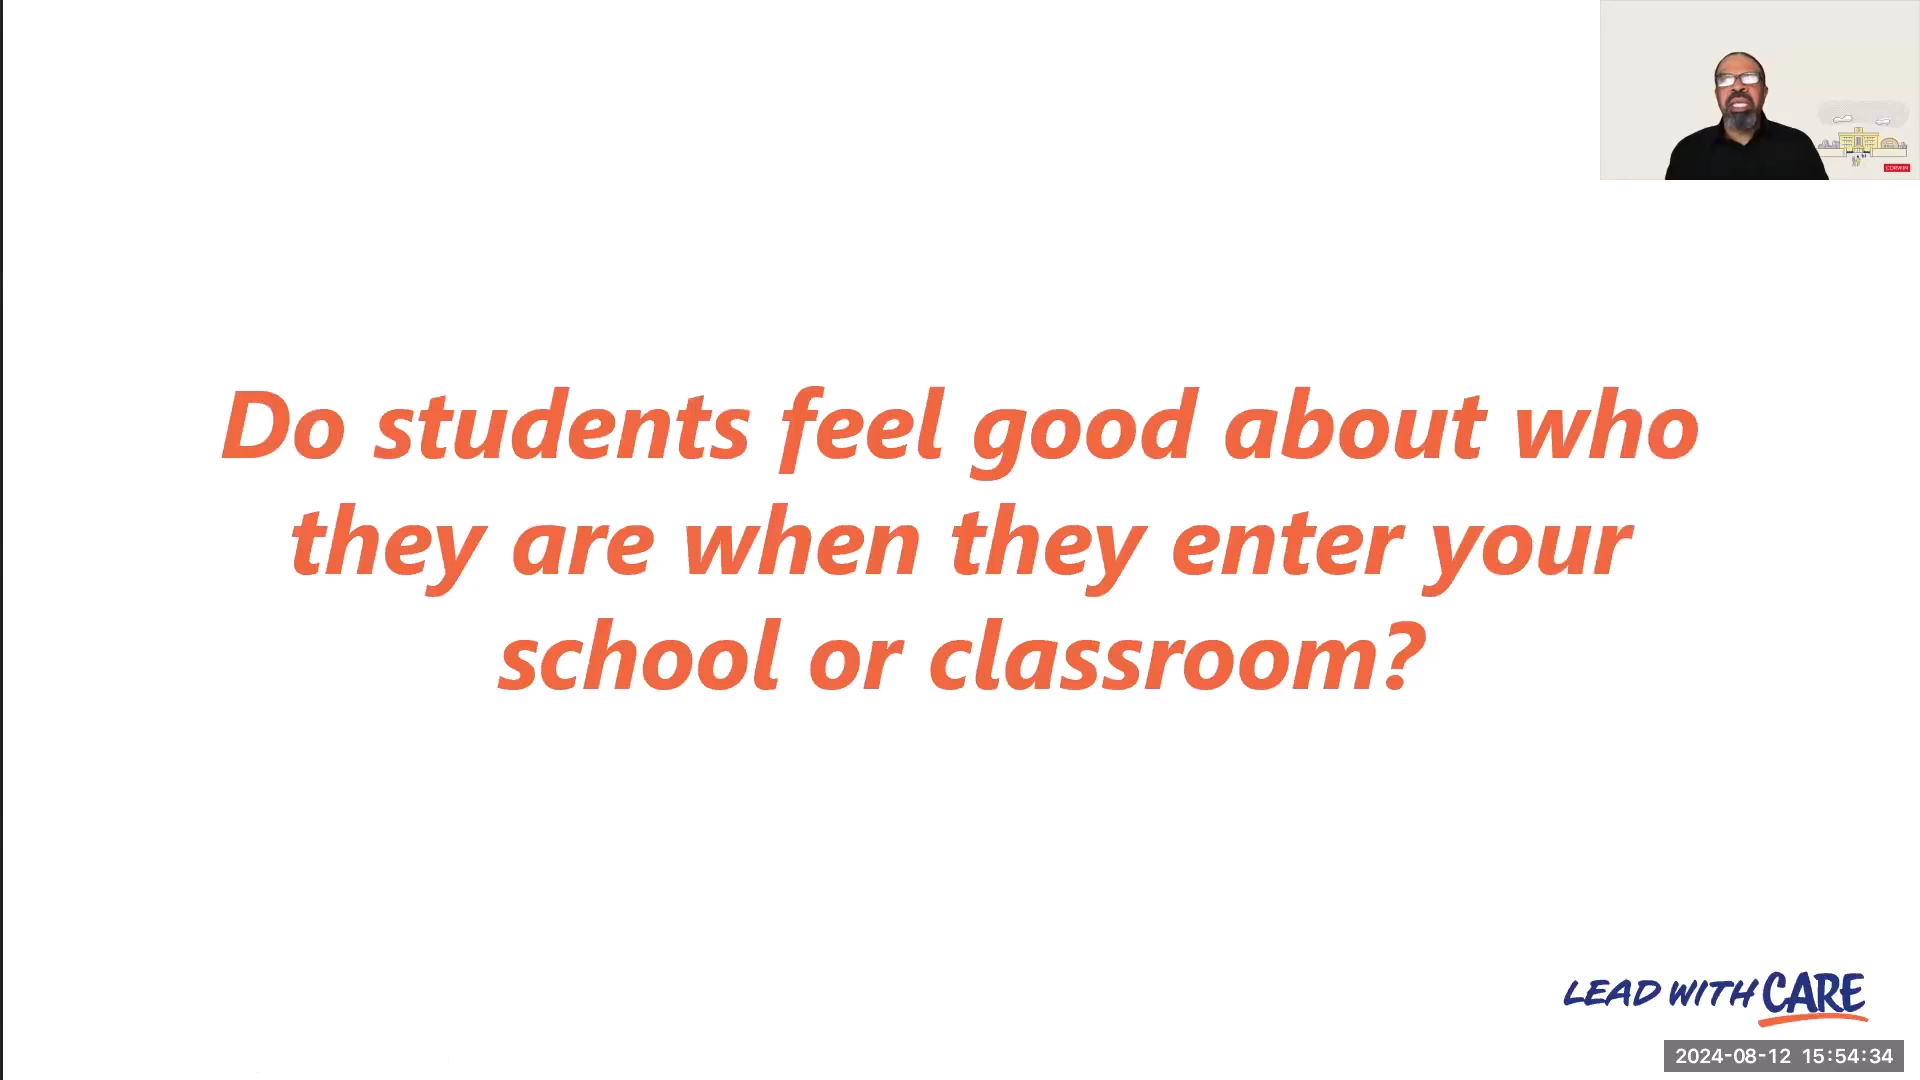 CORWIN
Do students feel good about who
they are when they enter your
school or classroom?
LEAD WITH CARE
2024-08-12 15:54:34